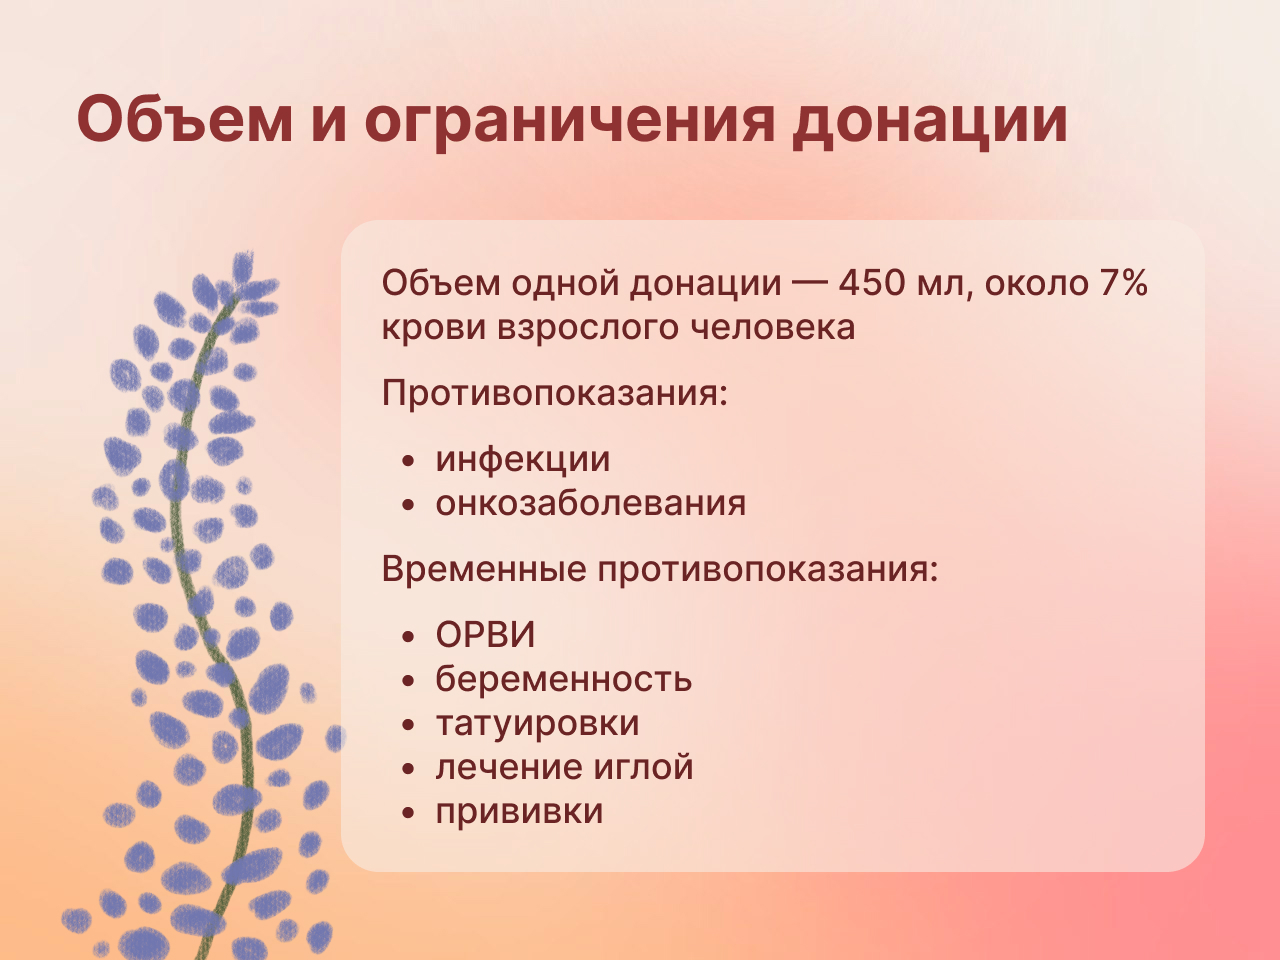 Объем и ограничения донации
Объем одной донации — 450 мл, около 7%
крови взрослого человека
Противопоказания:
• инфекции
• онкозаболевания
Временные противопоказания:
• ОРВИ
• беременность
• татуировки
• лечение иглой
• прививки